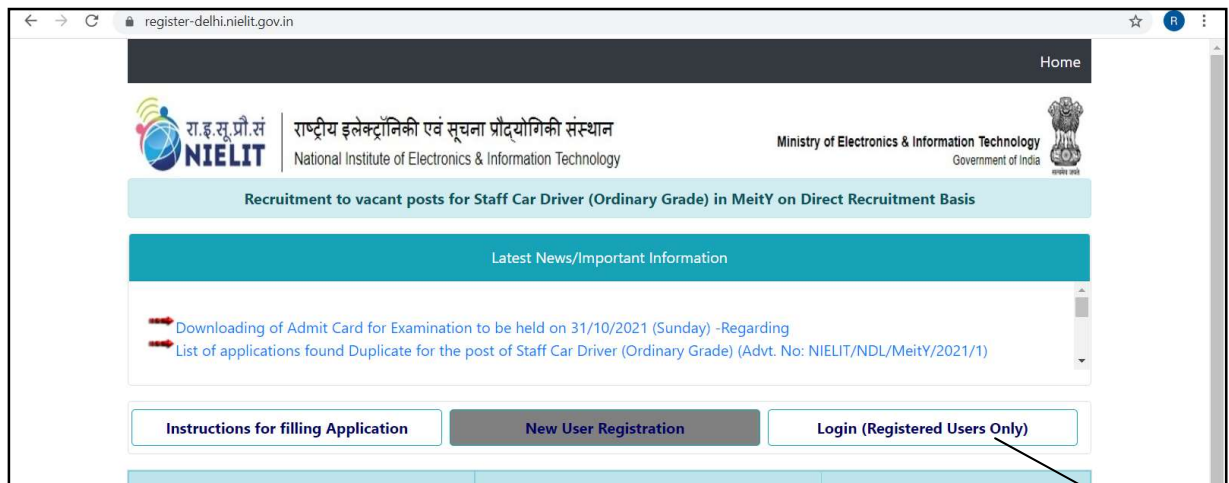 register-delhi.nielit.gov.in
R
Home
रा.इ.सू.प्रौ.सं
NIELIT
राष्ट्रीय इलेक्ट्रॉनिकी एवं सूचना प्रौद्योगिकी संस्थान
National Institute of Electronics & Information Technology
Ministry of Electronics & Information Technology
Government of India
सत्यमेव जयते
Recruitment to vacant posts for Staff Car Driver (Ordinary Grade) in MeitY on Direct Recruitment Basis
Latest News/Important Information
Downloading of Admit Card for Examination to be held on 31/10/2021 (Sunday) -Regarding
List of applications found Duplicate for the post of Staff Car Driver (Ordinary Grade) (Advt. No: NIELIT/NDL/MeitY/2021/1)
Instructions for filling Application
New User Registration
Login (Registered Users Only)